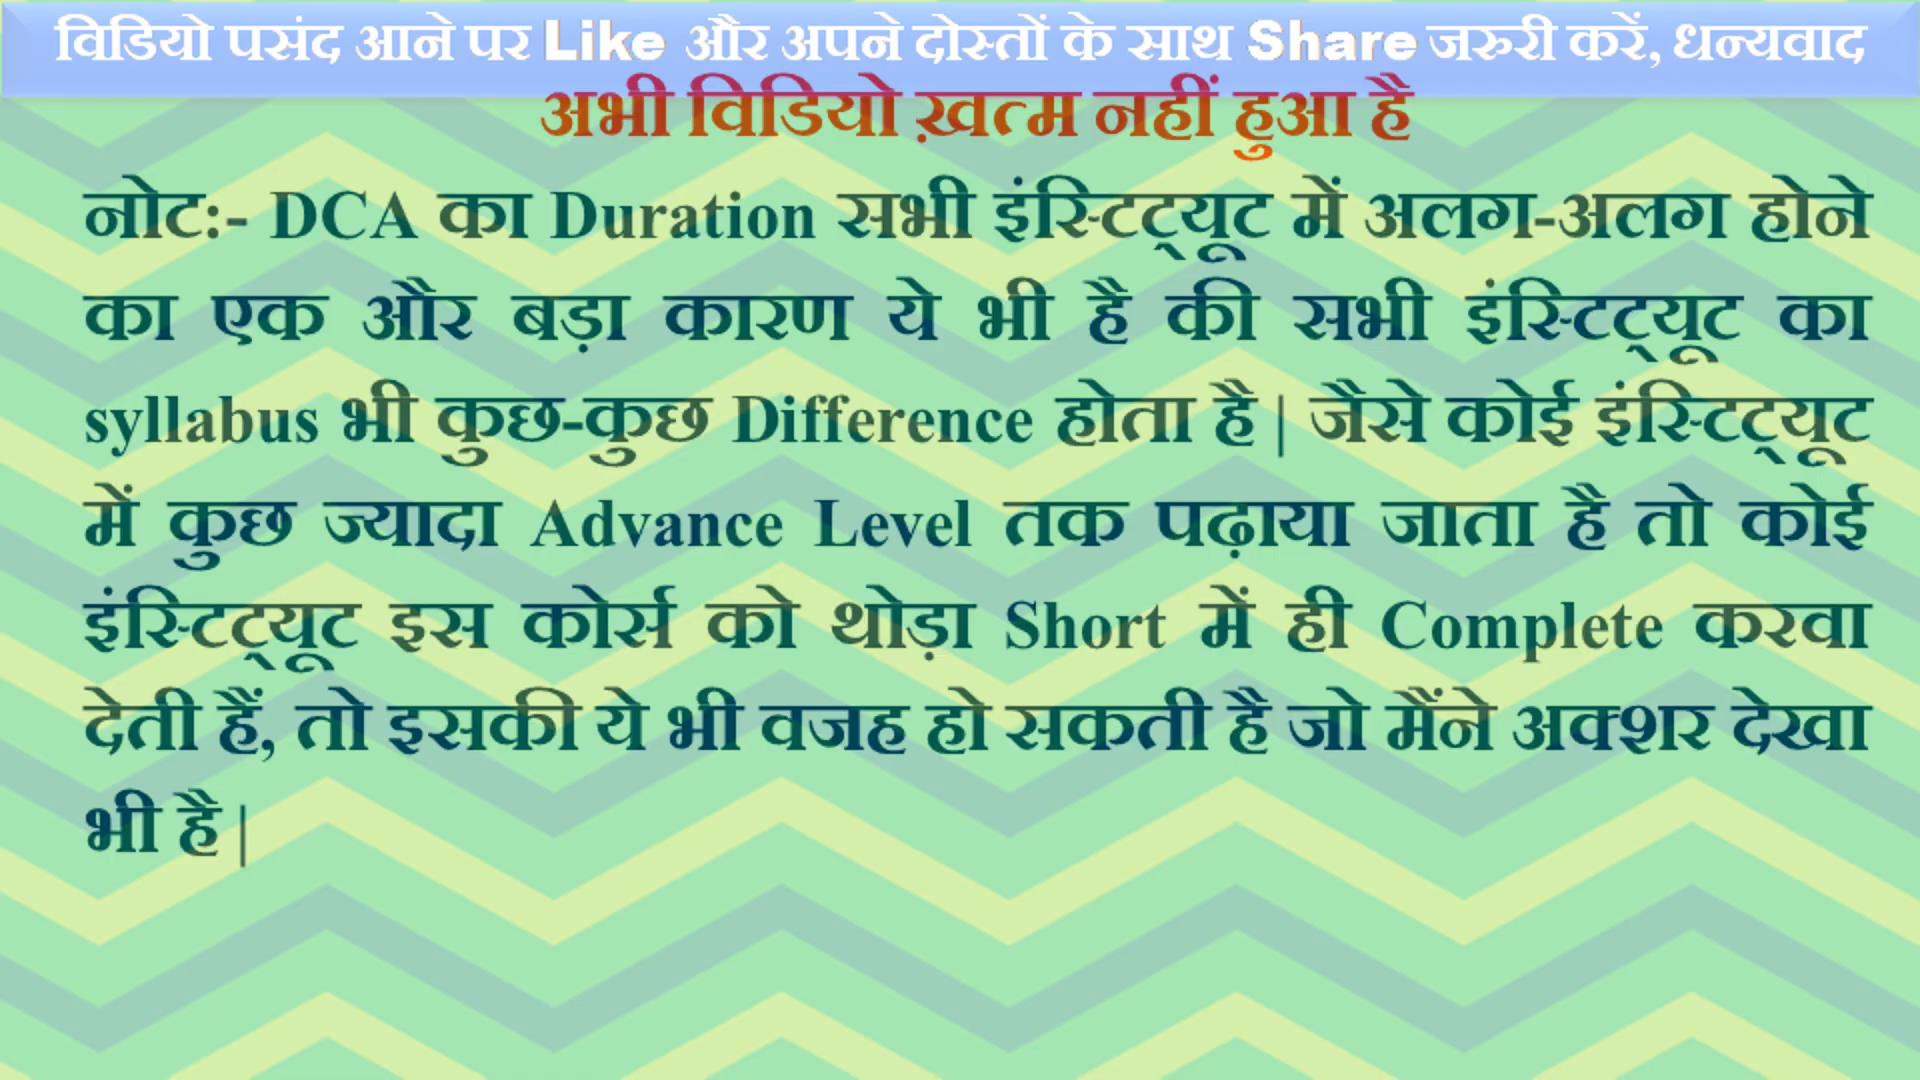 विडियो पसंद आने पर Like और अपने दोस्तों के साथ Share जरुरी करें, धन्यवाद
अभी विडियो ख़त्म नहीं हुआ है
नोट:- DCA का Duration सभी इंस्टिट्यूट में अलग-अलग होने
का एक और बड़ा कारण ये भी है की सभी इंस्टिट्यूट का
syllabus भी कुछ-कुछ Difference होता है | जैसे कोई इंस्टिट्यूट
में कुछ ज्यादा Advance Level तक पढ़ाया जाता है तो कोई
इंस्टिट्यूट इस कोर्स को थोड़ा Short में ही Complete करवा
देती हैं, तो इसकी ये भी वजह हो सकती है जो मैंने अक्शर देखा
भी है |